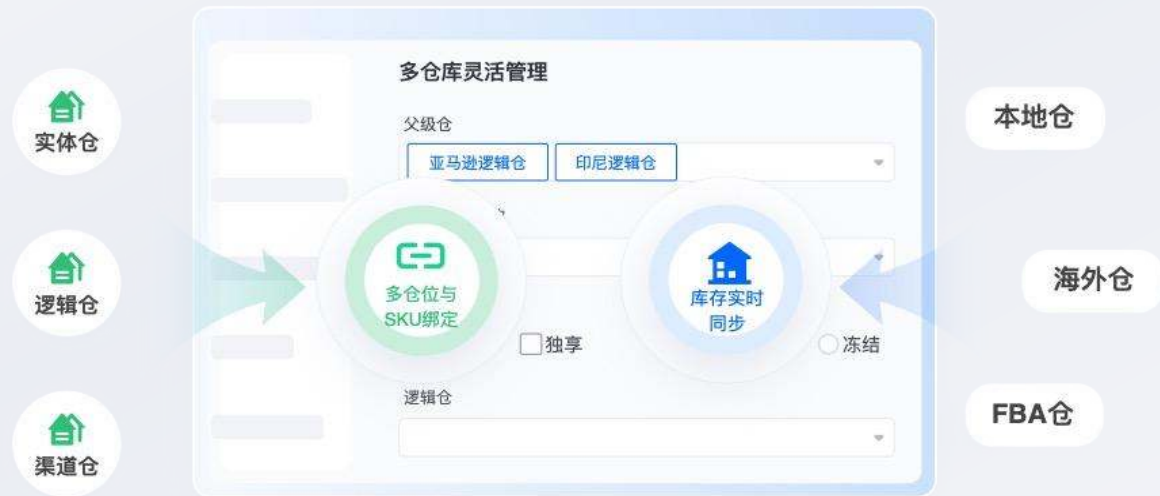 实体仓
逻辑仓
渠道仓
多仓库灵活管理
父级仓
亚马逊逻辑仓
印尼逻辑仓
多仓位与
SKU绑定
库存实时
同步
独享
冻结
逻辑仓
本地仓
海外仓
FBA仓